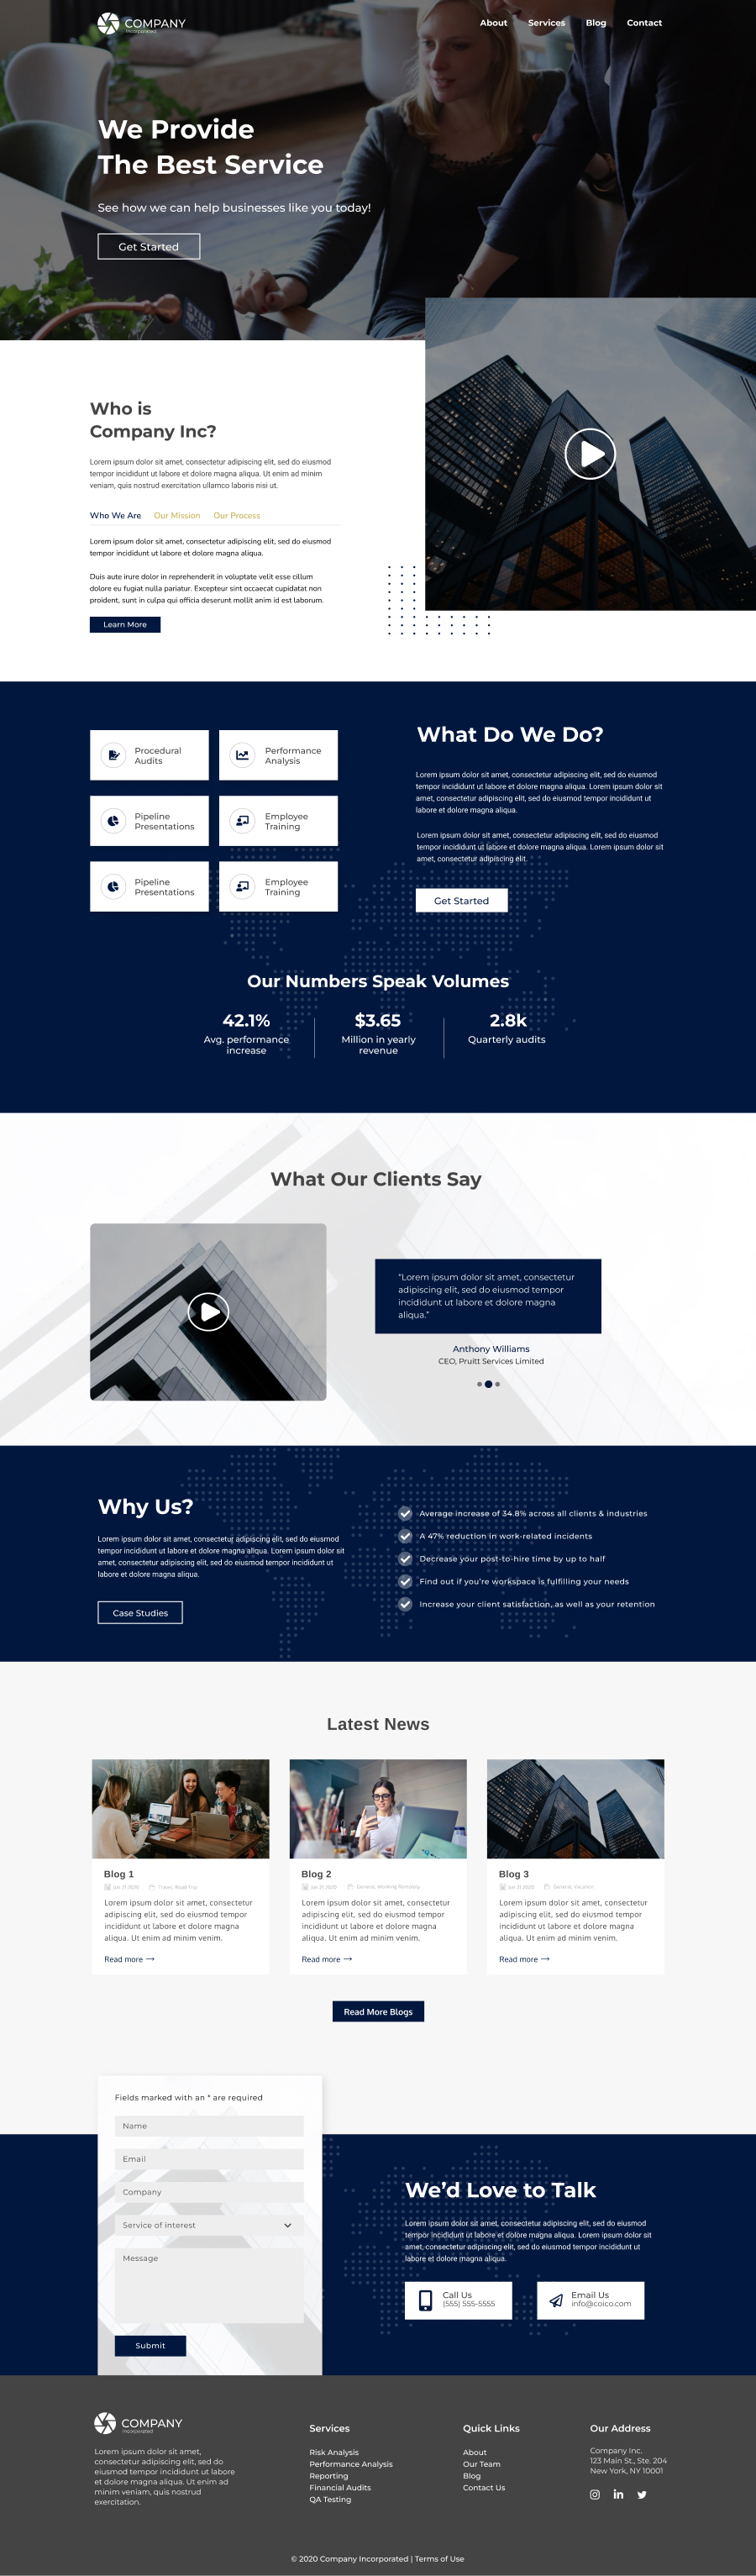 COMPANY
Incorporated
About Services Blog Contact
We Provide
The Best Service
See how we can help businesses like you today!
Get Started
Who is
Company Inc?
Lorem ipsum dolor sit amet, consectetur adipiscing elit, sed do eiusmod
tempor incididunt ut labore et dolore magna aliqua. Ut enim ad minim
veniam, quis nostrud exercitation ullamco laboris nisi ut.
Who We Are Our Mission Our Process
Lorem ipsum dolor sit amet, consectetur adipiscing elit, sed do eiusmod
tempor incididunt ut labore et dolore magna aliqua.
Duis aute irure dolor in reprehenderit in voluptate velit esse cillum
dolore eu fugiat nulla pariatur. Excepteur sint occaecat cupidatat non
proident, sunt in culpa qui officia deserunt mollit anim id est laborum.
Learn More
Procedural
Audits
Performance
Analysis
Pipeline
Presentations
Employee
Training
Pipeline
Presentations
Employee
Training
What Do We Do?
Lorem ipsum dolor sit amet, consectetur adipiscing elit, sed do eiusmod
tempor incididunt ut labore et dolore magna aliqua. Lorem ipsum dolor sit
amet, consectetur adipiscing elit, sed do eiusmod tempor incididunt ut
labore et dolore magna aliqua.
Lorem ipsum dolor sit amet, consectetur adipiscing elit, sed do eiusmod
tempor incididunt ut labore et dolore magna aliqua. Lorem ipsum dolor sit
amet, consectetur adipiscing elit.
Get Started
Our Numbers Speak Volumes
42.1%
Avg. performance
increase
$3.65
Million in yearly
revenue
2.8k
Quarterly audits
What Our Clients Say
"Lorem ipsum dolor sit amet, consectetur
adipiscing elit, sed do eiusmod tempor
incididunt ut labore et dolore magna
aliqua."
Anthony Williams
CEO, Pruitt Services Limited
Why Us?
Lorem ipsum dolor sit amet, consectetur adipiscing elit, sed do eiusmod
tempor incididunt ut labore et dolore magna aliqua. Lorem ipsum dolor sit
amet, consectetur adipiscing elit, sed do eiusmod tempor incididunt ut
labore et dolore magna aliqua.
Case Studies
Average increase of 34.8% across all clients & industries
A 47% reduction in work-related incidents
Decrease your post-to-hire time by up to half
Find out if you're workspace is fulfilling your needs
Increase your client satisfaction, as well as your retention
Latest News
Blog 1
Jun 21 2020 Travel, Road Trip
Lorem ipsum dolor sit amet, consectetur
adipiscing elit, sed do eiusmod tempor
incididunt ut labore et dolore magna
aliqua. Ut enim ad minim venim.
Read more →
Blog 2
Jun 21 2020 General, Working Remotely
Lorem ipsum dolor sit amet, consectetur
adipiscing elit, sed do eiusmod tempor
incididunt ut labore et dolore magna
aliqua. Ut enim ad minim venim.
Read more →
Blog 3
Jun 21 2020 General, Vacation
Lorem ipsum dolor sit amet, consectetur
adipiscing elit, sed do eiusmod tempor
incididunt ut labore et dolore magna
aliqua. Ut enim ad minim venim.
Read more →
Read More Blogs
Fields marked with an * are required
Name
Email
Company
Service of interest
Message
Submit
We'd Love to Talk
Lorem ipsum dolor sit amet, consectetur adipiscing elit, sed do eiusmod
tempor incididunt ut labore et dolore magna aliqua. Lorem ipsum dolor sit
amet, consectetur adipiscing elit, sed do eiusmod tempor incididunt ut
labore et dolore magna aliqua.
Call Us
(555) 555-5555
Email Us
info@coico.com
COMPANY
Incorporated
Lorem ipsum dolor sit amet,
consectetur adipiscing elit, sed do
eiusmod tempor incididunt ut labore
et dolore magna aliqua. Ut enim ad
minim veniam, quis nostrud
exercitation.
Services
Risk Analysis
Performance Analysis
Reporting
Financial Audits
QA Testing
Quick Links
About
Our Team
Blog
Contact Us
Our Address
Company Inc.
123 Main St., Ste. 204
New York, NY 10001
© 2020 Company Incorporated | Terms of Use